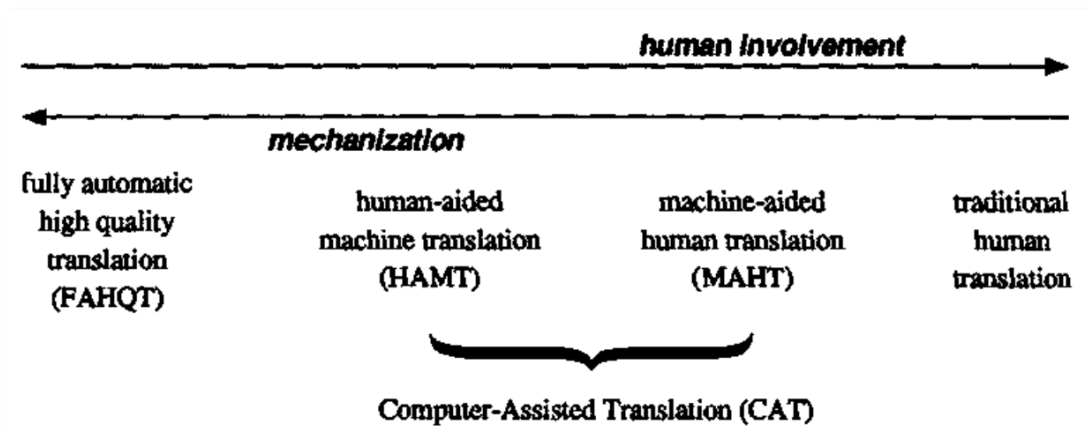 human involvement
mechanization
fully automatic
high quality
translation
(FAHQT)
human-aided
machine translation
(HAMT)
machine-aided
human translation
(MAHT)
traditional
human
translation
Computer-Assisted Translation (CAT)